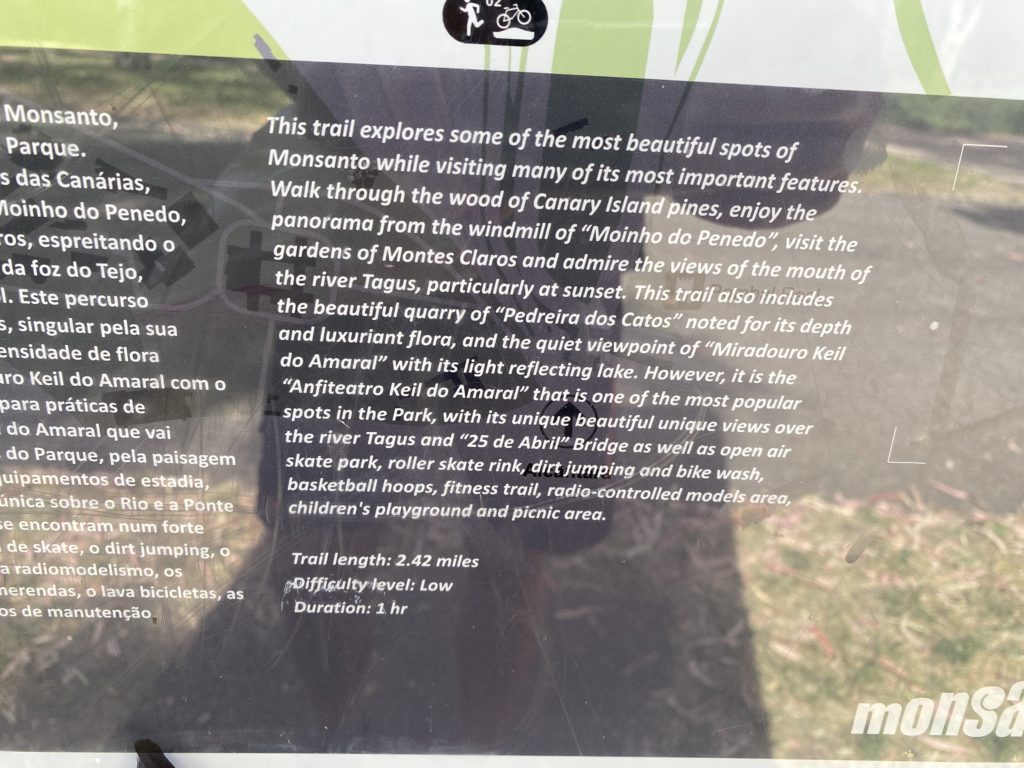 02
Monsanto,
Parque.
s das Canárias,
Moinho do Penedo,
ros, espreitando o
da foz do Tejo,
l. Este percurso
s, singular pela sua
ensidade de flora
uro Keil do Amaral com o
para práticas de
do Amaral que vai
do Parque, pela paisagem
quipamentos de estadia,
única sobre o Rio e a Ponte
se encontram num forte
de skate, o dirt jumping, o
a radiomodelismo, os
merendas, o lava bicicletas, as
os de manutenção.
This trail explores some of the most beautiful spots of
Monsanto while visiting many of its most important features.
Walk through the wood of Canary Island pines, enjoy the
panorama from the windmill of “Moinho do Penedo”, visit the
gardens of Montes Claros and admire the views of the mouth of
the river Tagus, particularly at sunset. This trail also includes
the beautiful quarry of “Pedreira dos Catos” noted for its depth
and luxuriant flora, and the quiet viewpoint of “Miradouro Keil
do Amaral” with its light reflecting lake. However, it is the
“Anfiteatro Keil do Amaral” that is one of the most popular
spots in the Park, with its unique beautiful unique views over
the river Tagus and “25 de Abril” Bridge as well as open air
skate park, roller skate rink, dirt jumping and bike wash,
basketball hoops, fitness trail, radio-controlled models area,
children's playground and picnic area.
Trail length: 2.42 miles
Difficulty level: Low
Duration: 1 hr
monsa